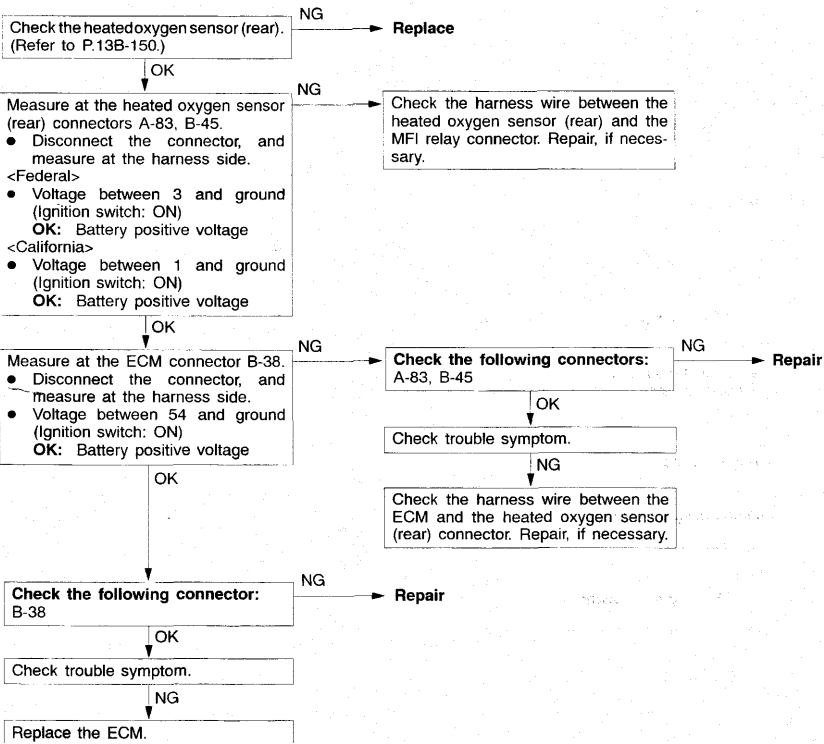 Check the heated oxygen sensor (rear).
(Refer to P.13B-150.)
NG
Replace
OK
Measure at the heated oxygen sensor
(rear) connectors A-83, B-45.
● Disconnect the connector, and
measure at the harness side.
<Federal>
● Voltage between 3 and ground
(Ignition switch: ON)
OK: Battery positive voltage
<California>
● Voltage between 1 and ground
(Ignition switch: ON)
OK: Battery positive voltage
NG
Check the harness wire between the
heated oxygen sensor (rear) and the
MFI relay connector. Repair, if neces-
sary.
OK
Measure at the ECM connector B-38.
● Disconnect the connector, and
measure at the harness side.
● Voltage between 54 and ground
(Ignition switch: ON)
OK: Battery positive voltage
NG
Check the following connectors:
A-83, B-45
NG
Repair
OK
Check trouble symptom.
NG
Check the harness wire between the
ECM and the heated oxygen sensor
(rear) connector. Repair, if necessary.
OK
Check the following connector:
B-38
NG
Repair
OK
Check trouble symptom.
NG
Replace the ECM.